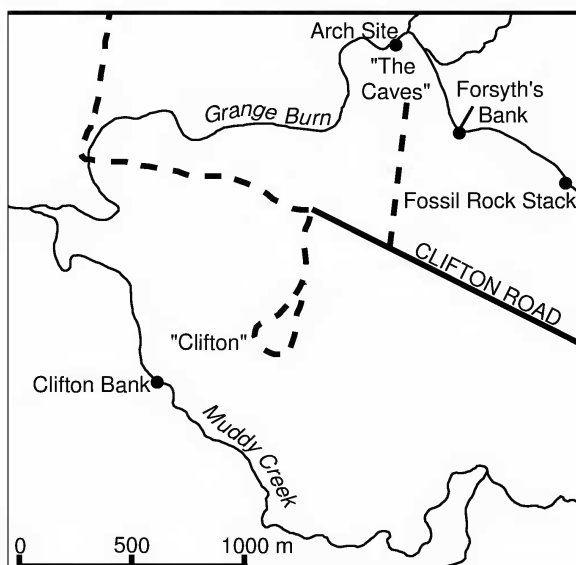 Arch Site
"The
Caves"
Forsyth's
Bank
Grange Burn
Fossil Rock Stack
CLIFTON ROAD
"Clifton"
Clifton Bank
Muddy Creek
0 500 1000 m